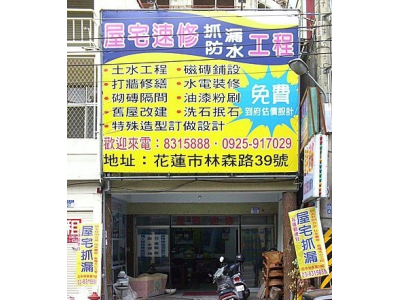 屋宅速修 抓漏防水 工程
·土水工程 ·磁磚鋪設
·打牆修繕 ·水電裝修
·砌磚隔間 ·油漆粉刷
·舊屋改建 ·洗石抿石
·特殊造型訂做設計
免費
到府估價設計
歡迎來電：8315888·0925-917029
地址：花蓮市林森路39號
屋宅抓漏
屋宅抓漏